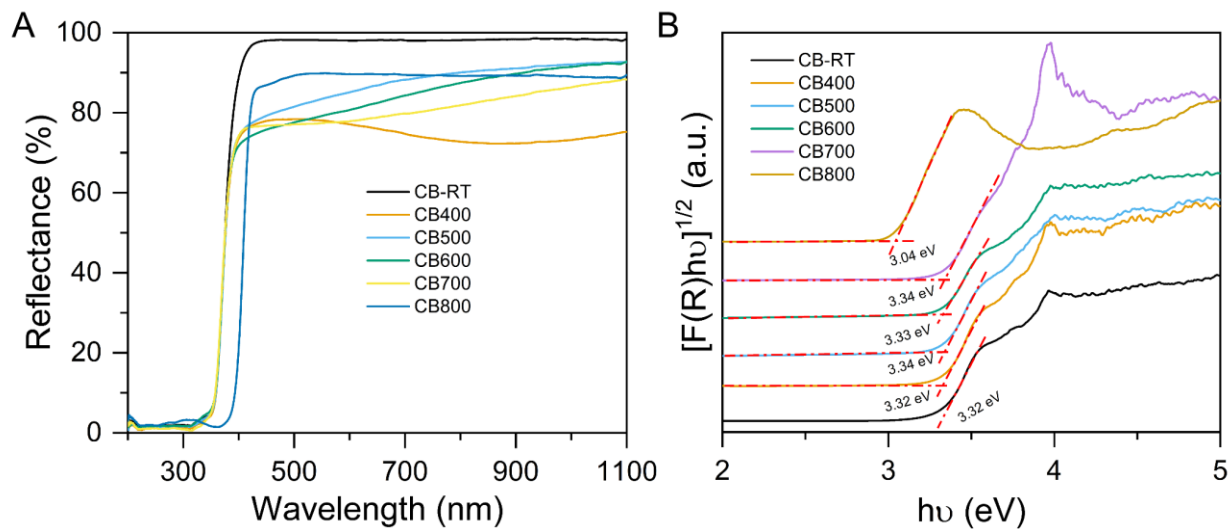 A
100
80
60
40
20
0
Reflectance (%)
300
500
700
900
1100
Wavelength (nm)
CB-RT
CB400
CB500
CB600
CB700
CB800
B
[F(R)hυ]1/2 (a.u.)
CB-RT
CB400
CB500
CB600
CB700
CB800
3.04 eV
3.34 eV
3.33 eV
3.34 eV
3.32 eV
3.32 eV
2
3
4
5
hυ (eV)